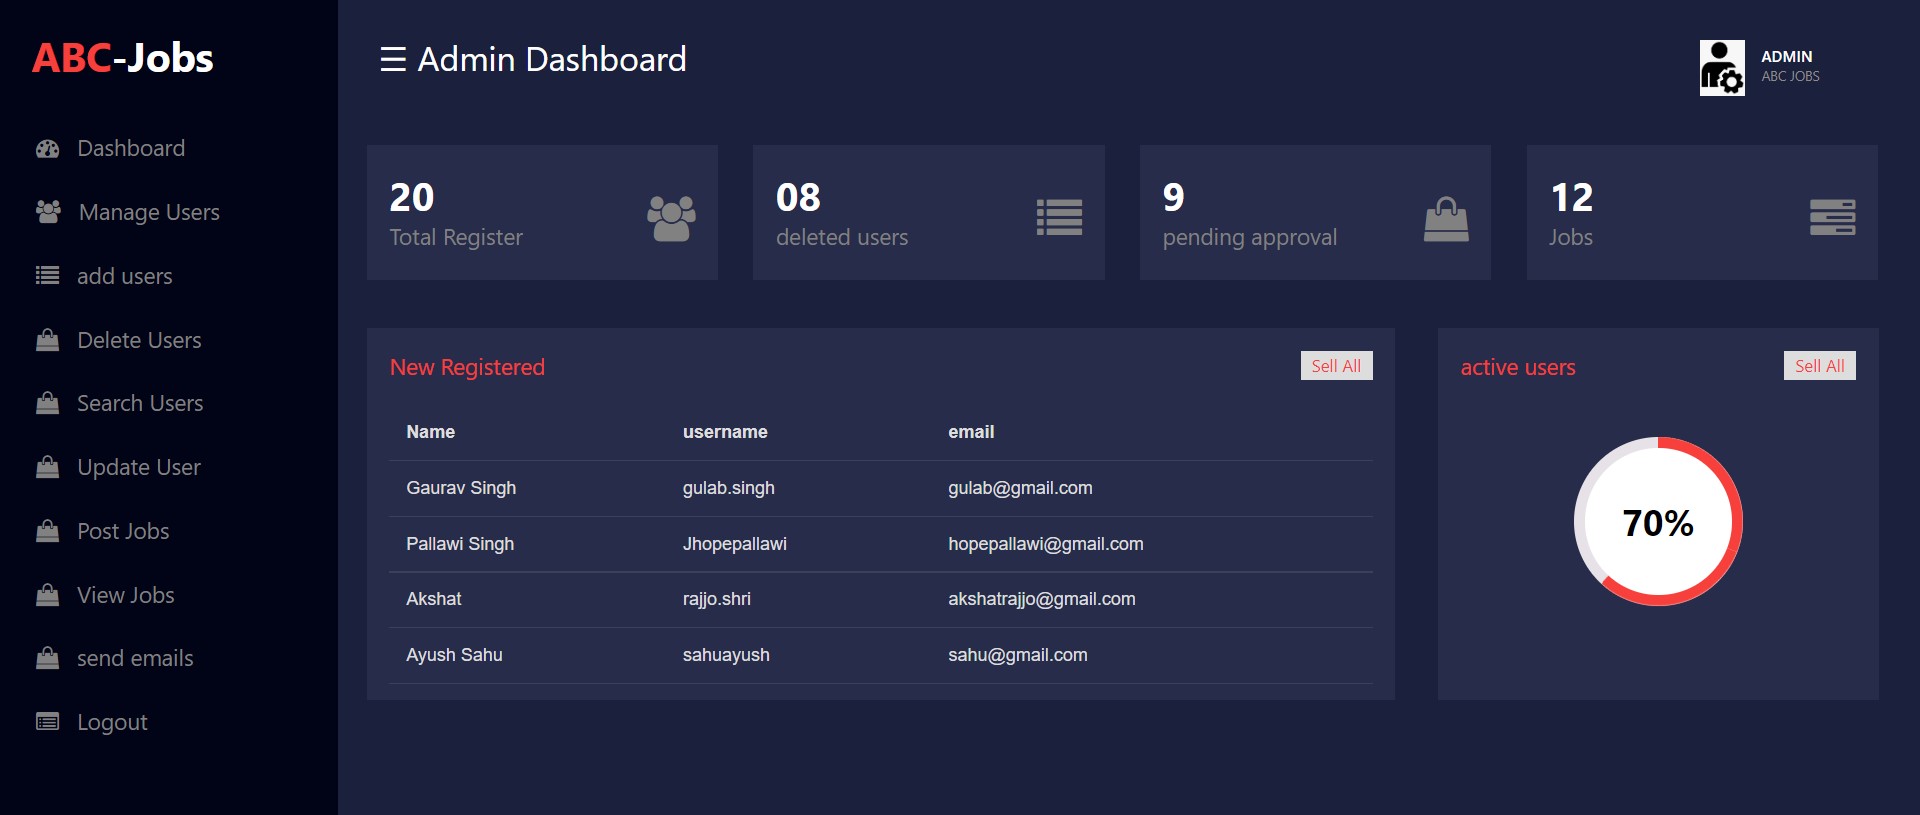 ABC-Jobs
Dashboard
Manage Users
add users
Delete Users
Search Users
Update User
Post Jobs
View Jobs
send emails
Logout
☰ Admin Dashboard
ADMIN
ABC JOBS
20
Total Register
08
deleted users
9
pending approval
12
Jobs
New Registered
Sell All
Name username email
Gaurav Singh gulab.singh gulab@gmail.com
Pallawi Singh Jhopepallawi hopepallawi@gmail.com
Akshat rajjo.shri akshatrajjo@gmail.com
Ayush Sahu sahuayush sahu@gmail.com
active users
Sell All
70%